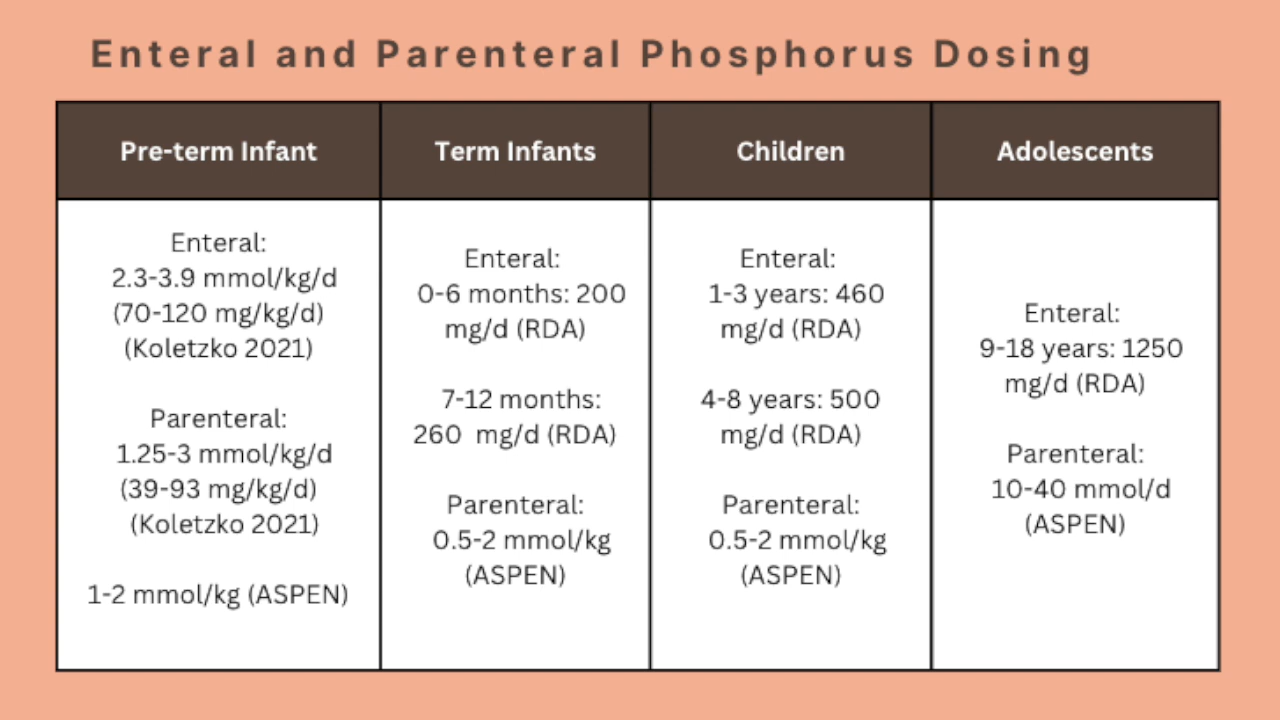 Enteral and Parenteral Phosphorus Dosing
Pre-term Infant
Term Infants
Children
Adolescents
Enteral:
2.3-3.9 mmol/kg/d
(70-120 mg/kg/d)
(Koletzko 2021)
Parenteral:
1.25-3 mmol/kg/d
(39-93 mg/kg/d)
(Koletzko 2021)
1-2 mmol/kg (ASPEN)
Enteral:
0-6 months: 200
mg/d (RDA)
7-12 months:
260 mg/d (RDA)
Parenteral:
0.5-2 mmol/kg
(ASPEN)
Enteral:
1-3 years: 460
mg/d (RDA)
4-8 years: 500
mg/d (RDA)
Parenteral:
0.5-2 mmol/kg
(ASPEN)
Enteral:
9-18 years: 1250
mg/d (RDA)
Parenteral:
10-40 mmol/d
(ASPEN)